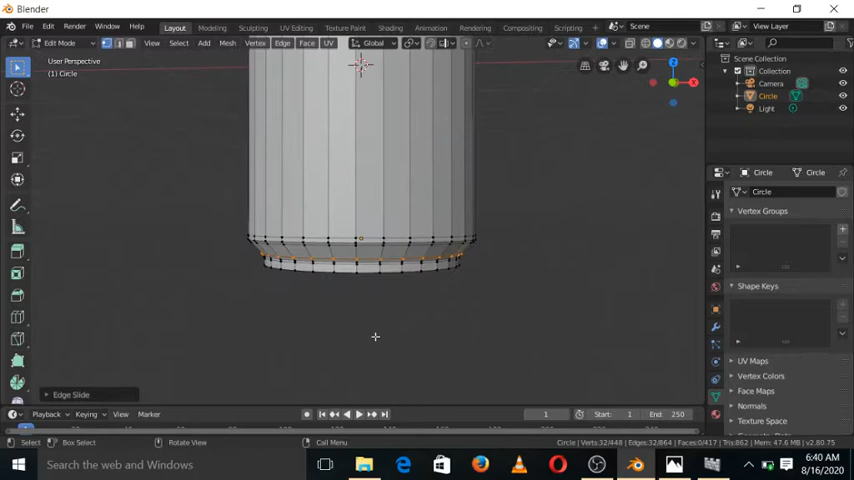 Blender
File Edit Render Window Help Layout Modeling Sculpting UV Editing Texture Paint Shading Animation Rendering Compositing Scripting Scene View Layer
Edit Mode View Select Add Mesh Vertex Edge Face UV Global
User Perspective
(1) Circle
Z
X
Scene Collection
Collection
Camera
Circle
Light
Circle Circle
Circle
Vertex Groups
Shape Keys
UV Maps
Vertex Colors
Face Maps
Normals
Texture Space
Edge Slide
Playback Keying View Marker 1 Start: 1 End: 250
Select Box Select Rotate View Call Menu Circle | Verts:32/448 | Edges:32/864 | Faces:0/417 | Tris:862 | Mem: 47.6 MB | v2.80.75
Search the web and Windows
6:40 AM
8/16/2020